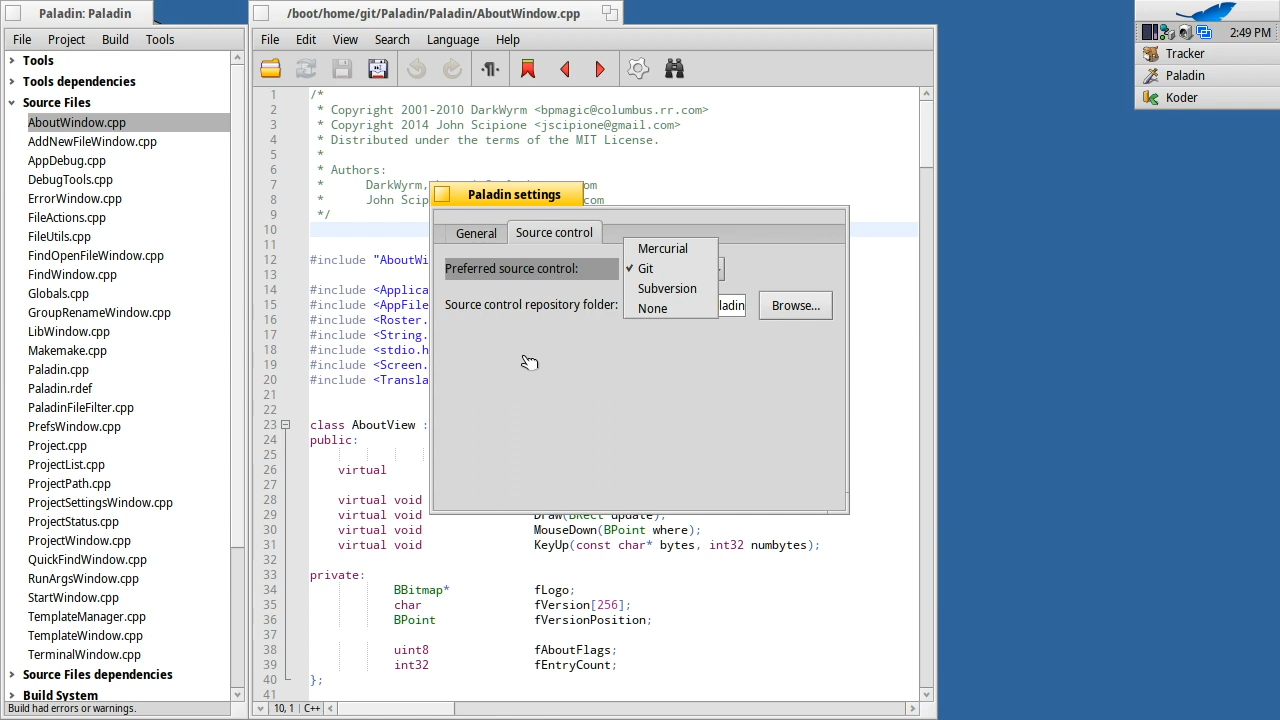 Paladin: Paladin
File Project Build Tools
Tools
Tools dependencies
Source Files
AboutWindow.cpp
AddNewFileWindow.cpp
AppDebug.cpp
DebugTools.cpp
ErrorWindow.cpp
FileActions.cpp
FileUtils.cpp
FindOpenFileWindow.cpp
FindWindow.cpp
Globals.cpp
GroupRenameWindow.cpp
LibWindow.cpp
Makemake.cpp
Paladin.cpp
Paladin.rdef
PaladinFileFilter.cpp
PrefsWindow.cpp
Project.cpp
ProjectList.cpp
ProjectPath.cpp
ProjectSettingsWindow.cpp
ProjectStatus.cpp
ProjectWindow.cpp
QuickFindWindow.cpp
RunArgsWindow.cpp
StartWindow.cpp
TemplateManager.cpp
TemplateWindow.cpp
TerminalWindow.cpp
Source Files dependencies
Build System
Build had errors or warnings.
/boot/home/git/Paladin/Paladin/AboutWindow.cpp
File Edit View Search Language Help
1 /*
2 * Copyright 2001-2010 DarkWyrm <bpmagic@columbus.rr.com>
3 * Copyright 2014 John Scipione <jscipione@gmail.com>
4 * Distributed under the terms of the MIT License.
5 *
6 * Authors:
7 * DarkWyrm, om
8 * John Scip com
9 */
10
11
12 #include "AboutWi
13
14 #include <Applica
15 #include <AppFile
16 #include <Roster.
17 #include <String.
18 #include <stdio.h
19 #include <Screen.
20 #include <Transla
21
22
23 class AboutView :
24 public:
25
26 virtual
27
28 virtual void
29 virtual void Draw(BRect update);
30 virtual void MouseDown(BPoint where);
31 virtual void KeyUp(const char* bytes, int32 numbytes);
32
33 private:
34 BBitmap* fLogo;
35 char fVersion[256];
36 BPoint fVersionPosition;
37
38 uint8 fAboutFlags;
39 int32 fEntryCount;
40 };
41
10, 1 C++
Paladin settings
General Source control
Preferred source control:
Mercurial
Git
Subversion
None
Source control repository folder: ladin Browse...
2:49 PM
Tracker
Paladin
Koder